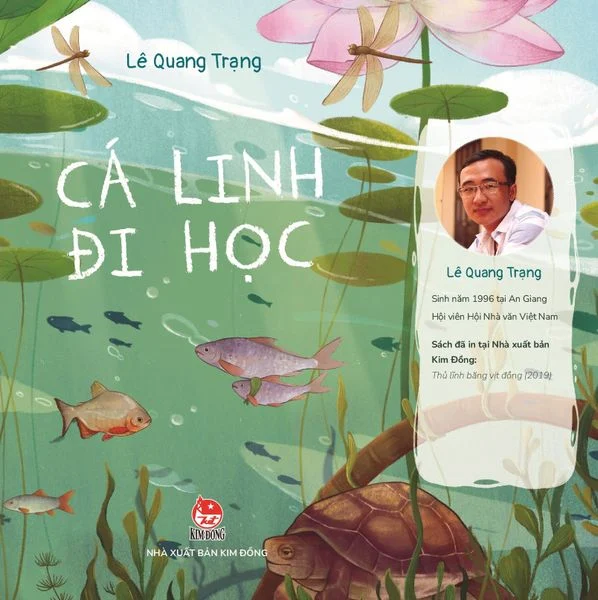 Lê Quang Trạng
CÁ LINH
ĐI HỌC
Lê Quang Trạng
Sinh năm 1996 tại An Giang
Hội viên Hội Nhà văn Việt Nam
Sách đã in tại Nhà xuất bản
Kim Đồng:
Thủ lĩnh băng vịt đồng (2019)
KIM ĐỒNG
NHÀ XUẤT BẢN KIM ĐỒNG